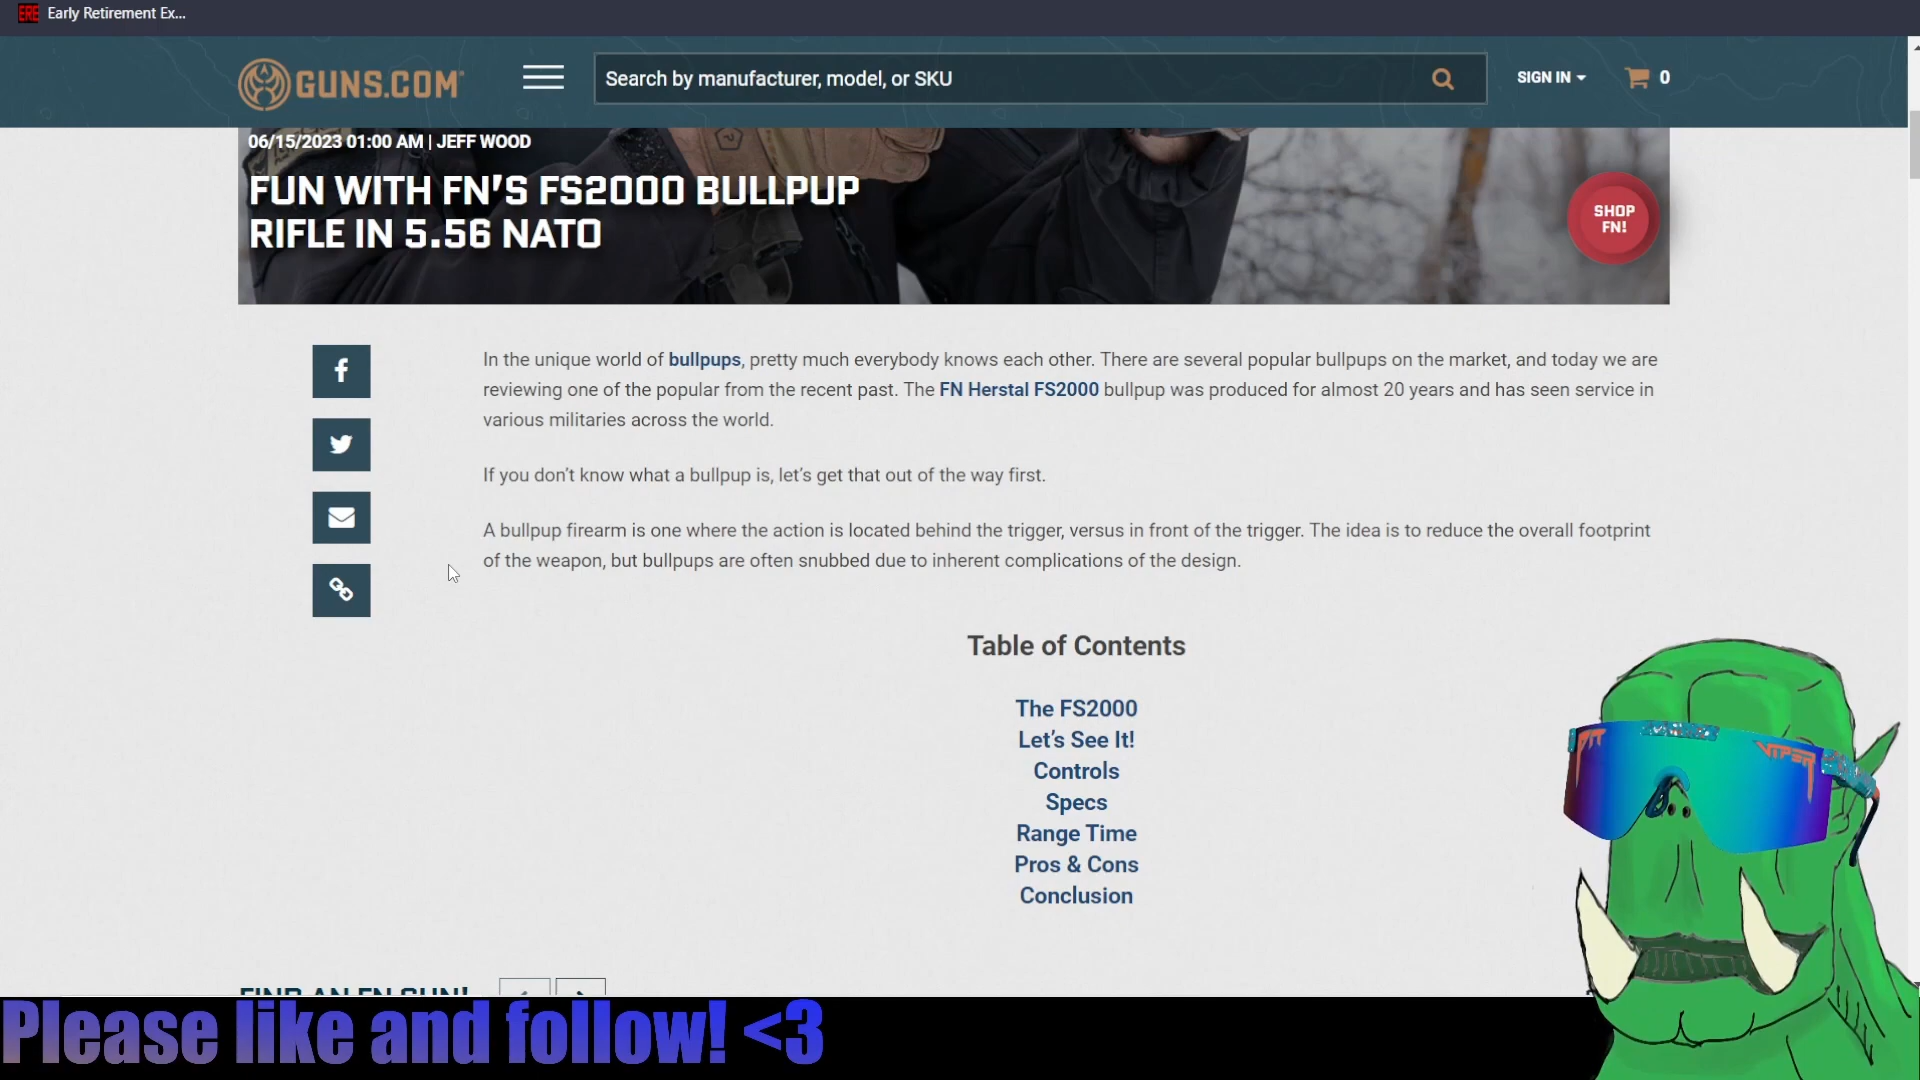 Early Retirement Ex...
GUNS.COM
Search by manufacturer, model, or SKU
SIGN IN
0
06/15/2023 01:00 AM | JEFF WOOD
FUN WITH FN'S FS2000 BULLPUP
RIFLE IN 5.56 NATO
SHOP
FN!
In the unique world of bullpups, pretty much everybody knows each other. There are several popular bullpups on the market, and today we are
reviewing one of the popular from the recent past. The FN Herstal FS2000 bullpup was produced for almost 20 years and has seen service in
various militaries across the world.
If you don't know what a bullpup is, let's get that out of the way first.
A bullpup firearm is one where the action is located behind the trigger, versus in front of the trigger. The idea is to reduce the overall footprint
of the weapon, but bullpups are often snubbed due to inherent complications of the design.
Table of Contents
The FS2000
Let's See It!
Controls
Specs
Range Time
Pros & Cons
Conclusion
PIT
VIPER
FIND AN FN GUN!
Please like and follow! <3